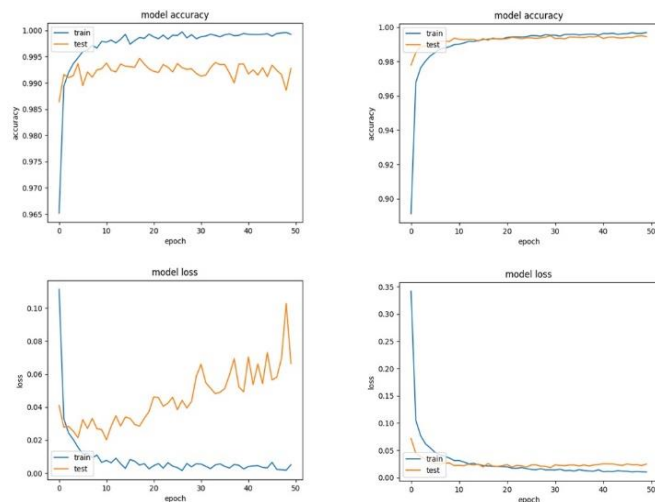 model accuracy
1.000
0.995
0.990
0.985
0.980
0.975
0.970
0.965
accuracy
train
test
0 10 20 30 40 50
epoch
model accuracy
1.00
0.98
0.96
0.94
0.92
0.90
accuracy
train
test
0 10 20 30 40 50
epoch
model loss
0.10
0.08
0.06
0.04
0.02
0.00
loss
train
test
0 10 20 30 40 50
epoch
model loss
0.35
0.30
0.25
0.20
0.15
0.10
0.05
0.00
loss
train
test
0 10 20 30 40 50
epoch